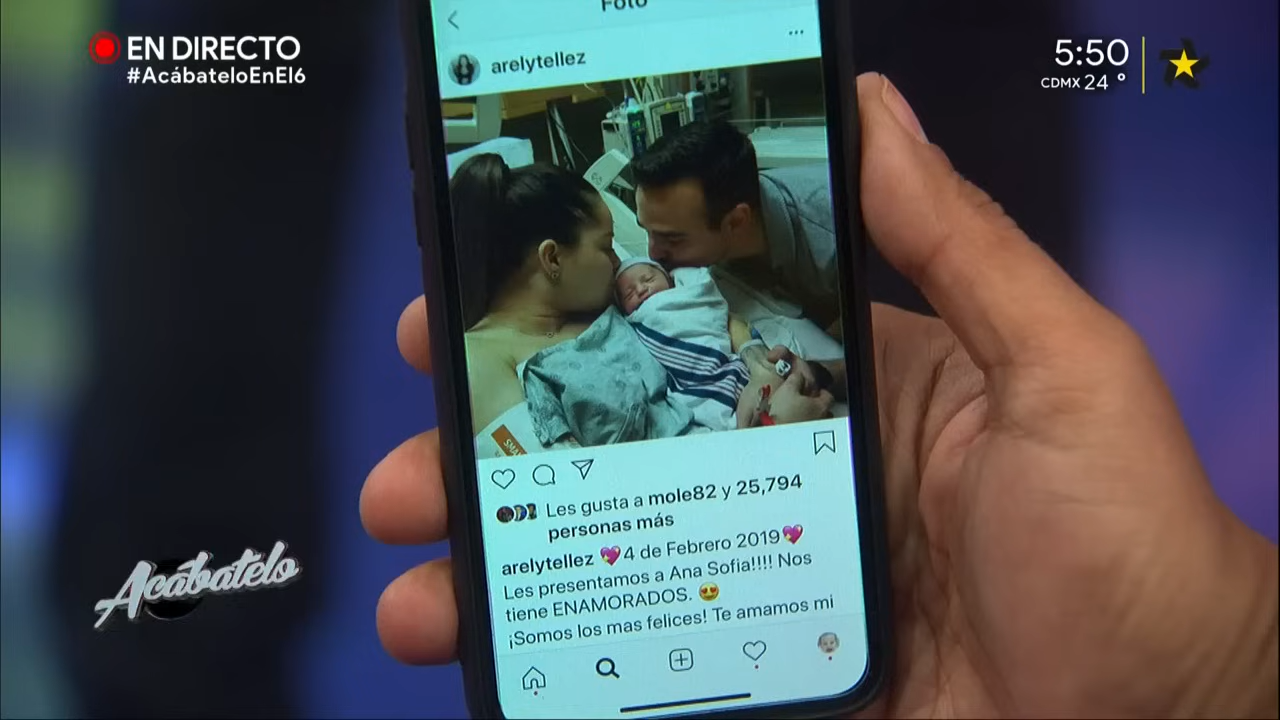 EN DIRECTO
#AcábateloEnEl6
5:50
CDMX 24°
Foto
arelytellez
Les gusta a mole82 y 25,794
personas más
arelytellez 💖4 de Febrero 2019💖
Les presentamos a Ana Sofia!!!! Nos
tiene ENAMORADOS. 😍
¡Somos los mas felices! Te amamos mi
Acábatelo